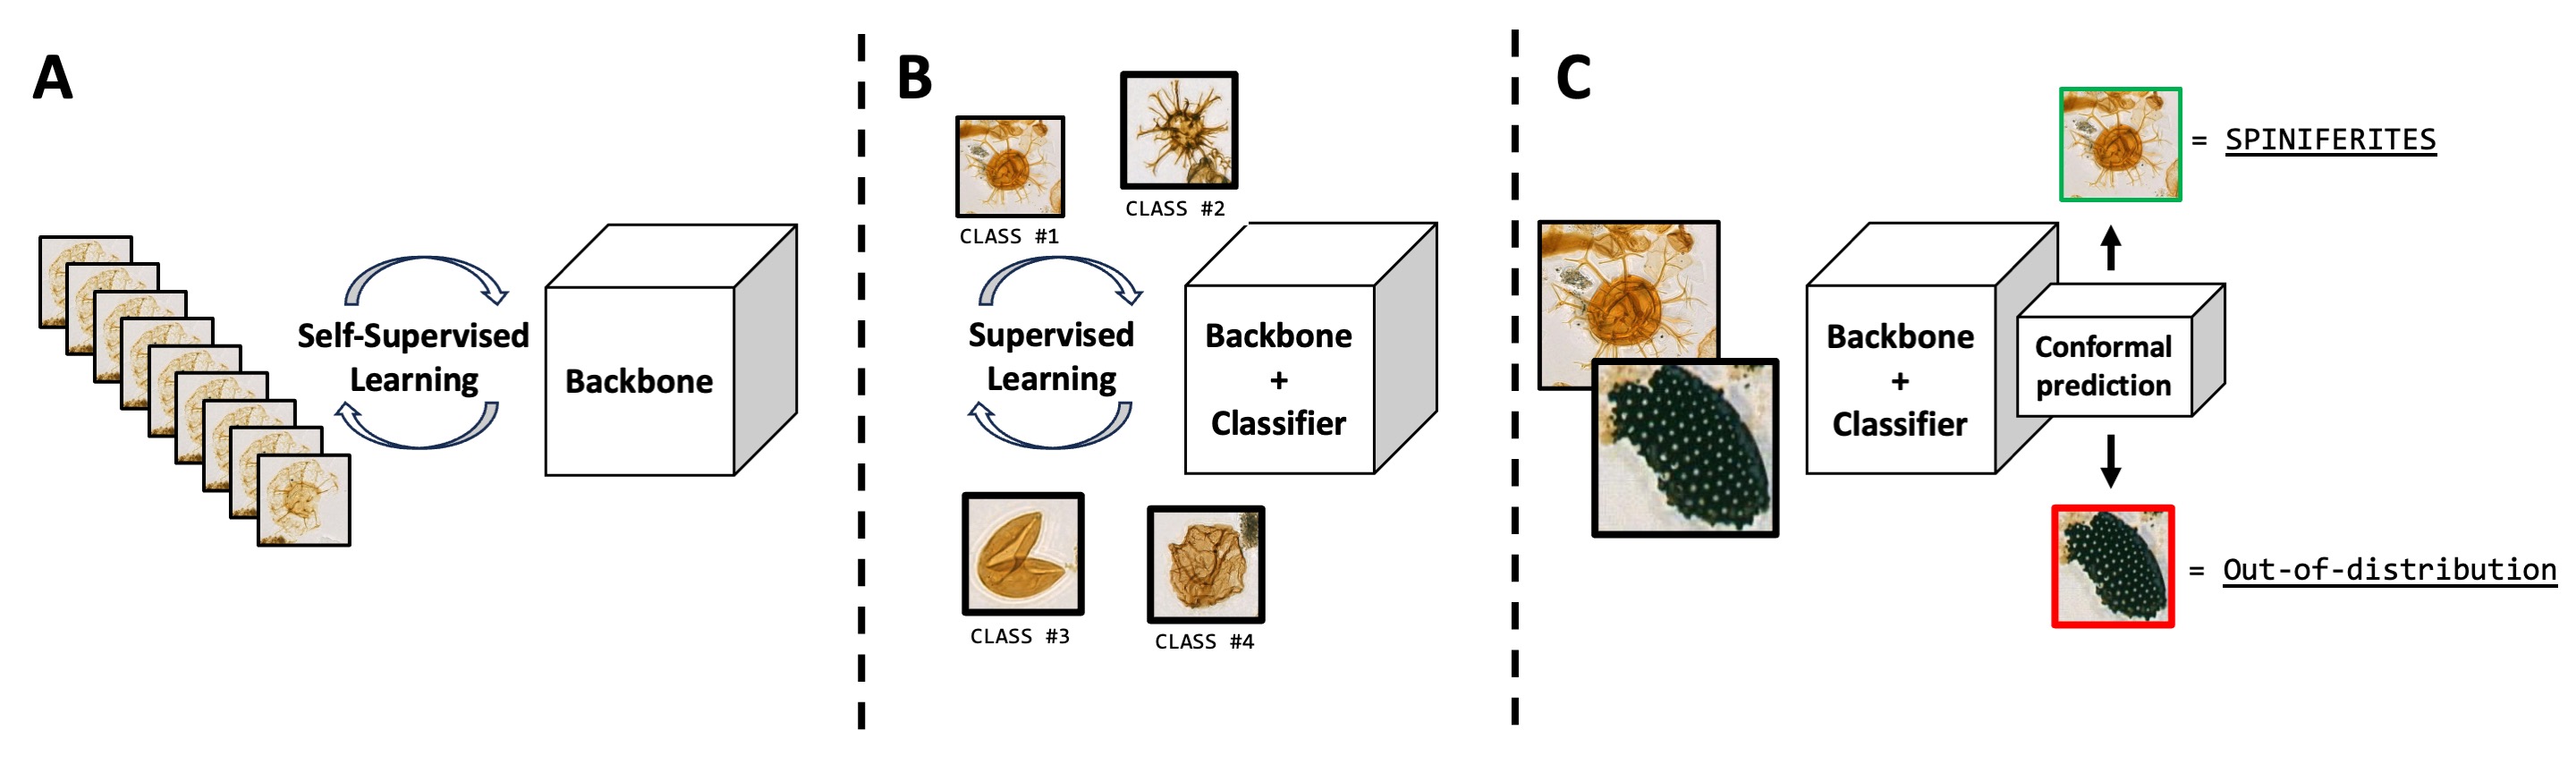 A
Self-Supervised
Learning
Backbone
B
CLASS #1
CLASS #2
Supervised
Learning
Backbone
+
Classifier
CLASS #3
CLASS #4
C
Backbone
+
Classifier
Conformal
prediction
= SPINIFERITES
= Out-of-distribution